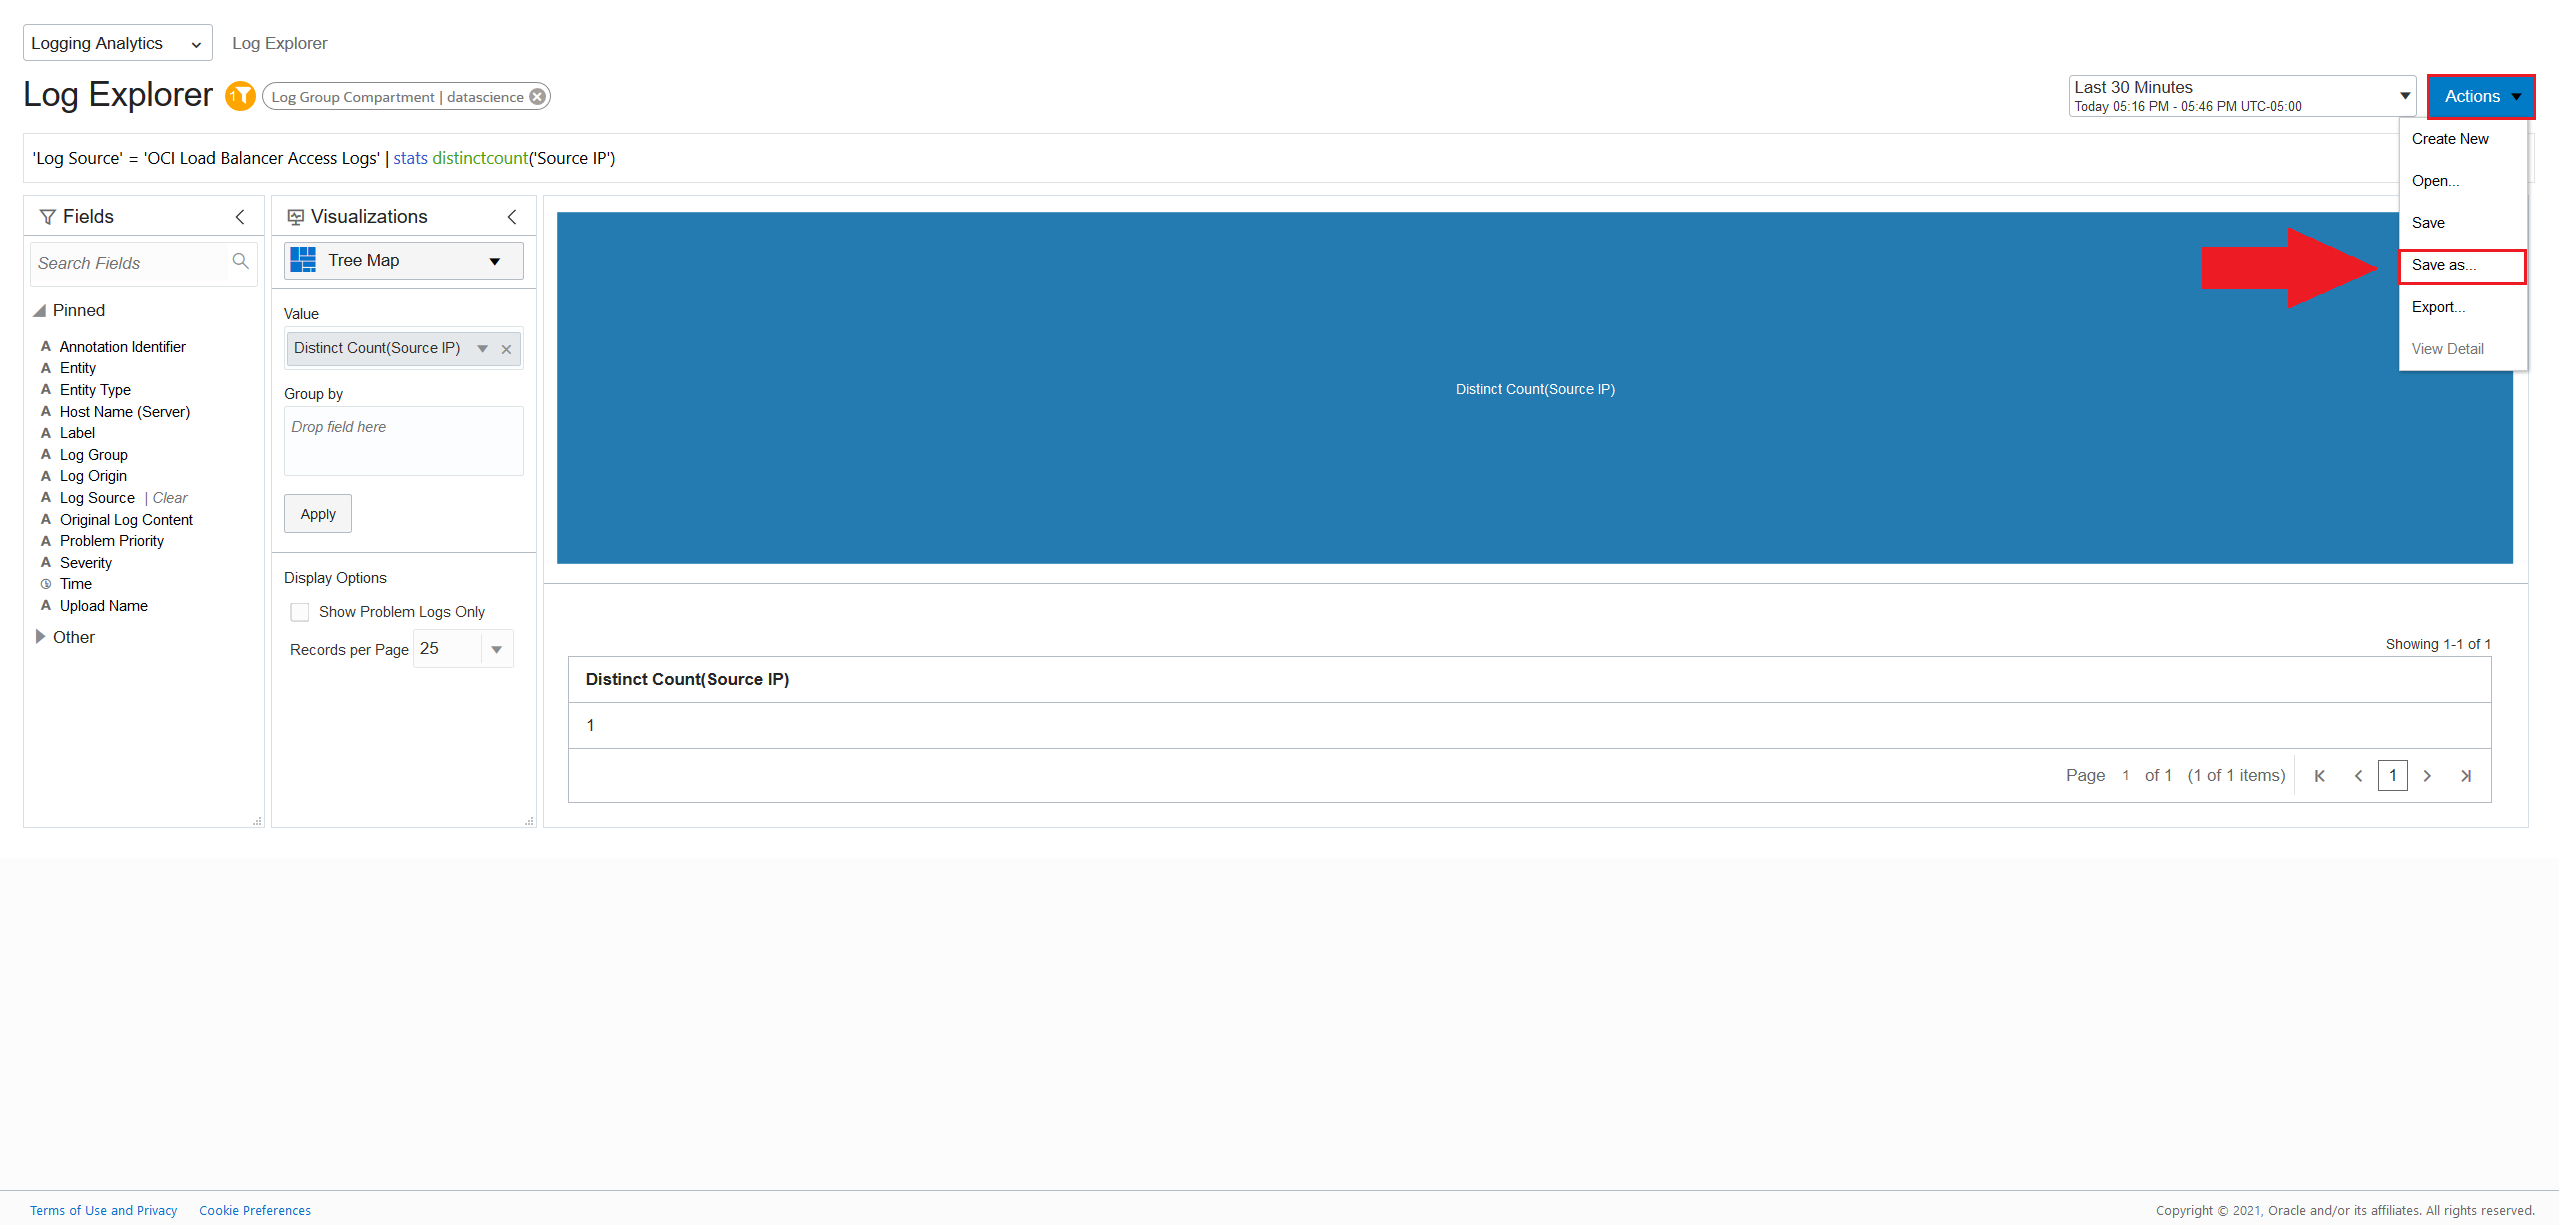 Logging Analytics
Log Explorer
Log Explorer
1
Log Group Compartment | datascience
Last 30 Minutes
Today 05:16 PM - 05:46 PM UTC-05:00
Actions
'Log Source' = 'OCI Load Balancer Access Logs' | stats distinctcount('Source IP')
Create New
Open...
Save
Save as...
Export...
View Detail
Fields
Search Fields
Pinned
A Annotation Identifier
A Entity
A Entity Type
A Host Name (Server)
A Label
A Log Group
A Log Origin
A Log Source | Clear
A Original Log Content
A Problem Priority
A Severity
Time
A Upload Name
Other
Visualizations
Tree Map
Value
Distinct Count(Source IP)
Group by
Drop field here
Apply
Display Options
Show Problem Logs Only
Records per Page 25
Distinct Count(Source IP)
Showing 1-1 of 1
Distinct Count(Source IP)
1
Page 1 of 1 (1 of 1 items) 1
Terms of Use and Privacy Cookie Preferences
Copyright © 2021, Oracle and/or its affiliates. All rights reserved.